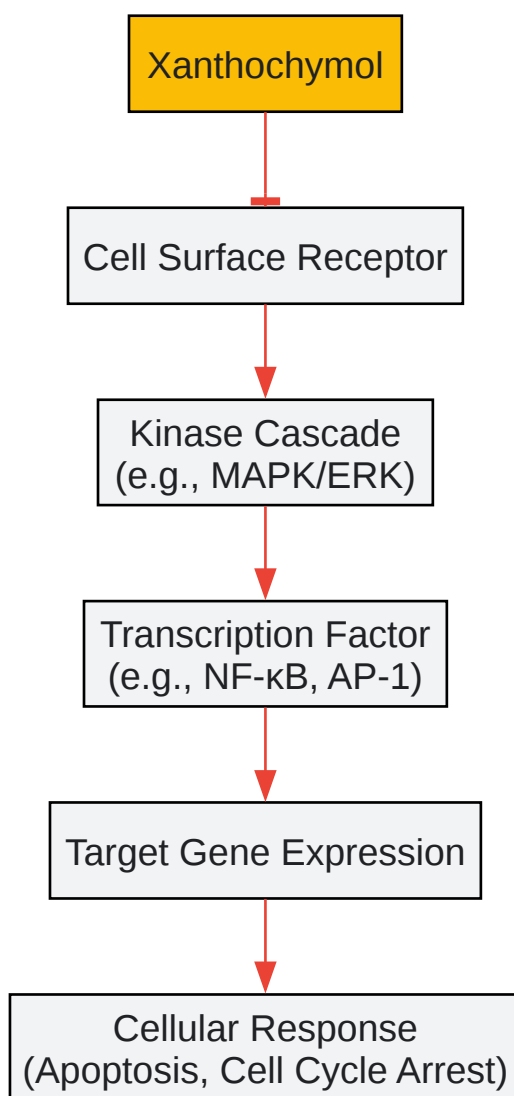 Xanthochymol
Cell Surface Receptor
Kinase Cascade
(e.g., MAPK/ERK)
Transcription Factor
(e.g., NF-κB, AP-1)
Target Gene Expression
Cellular Response
(Apoptosis, Cell Cycle Arrest)